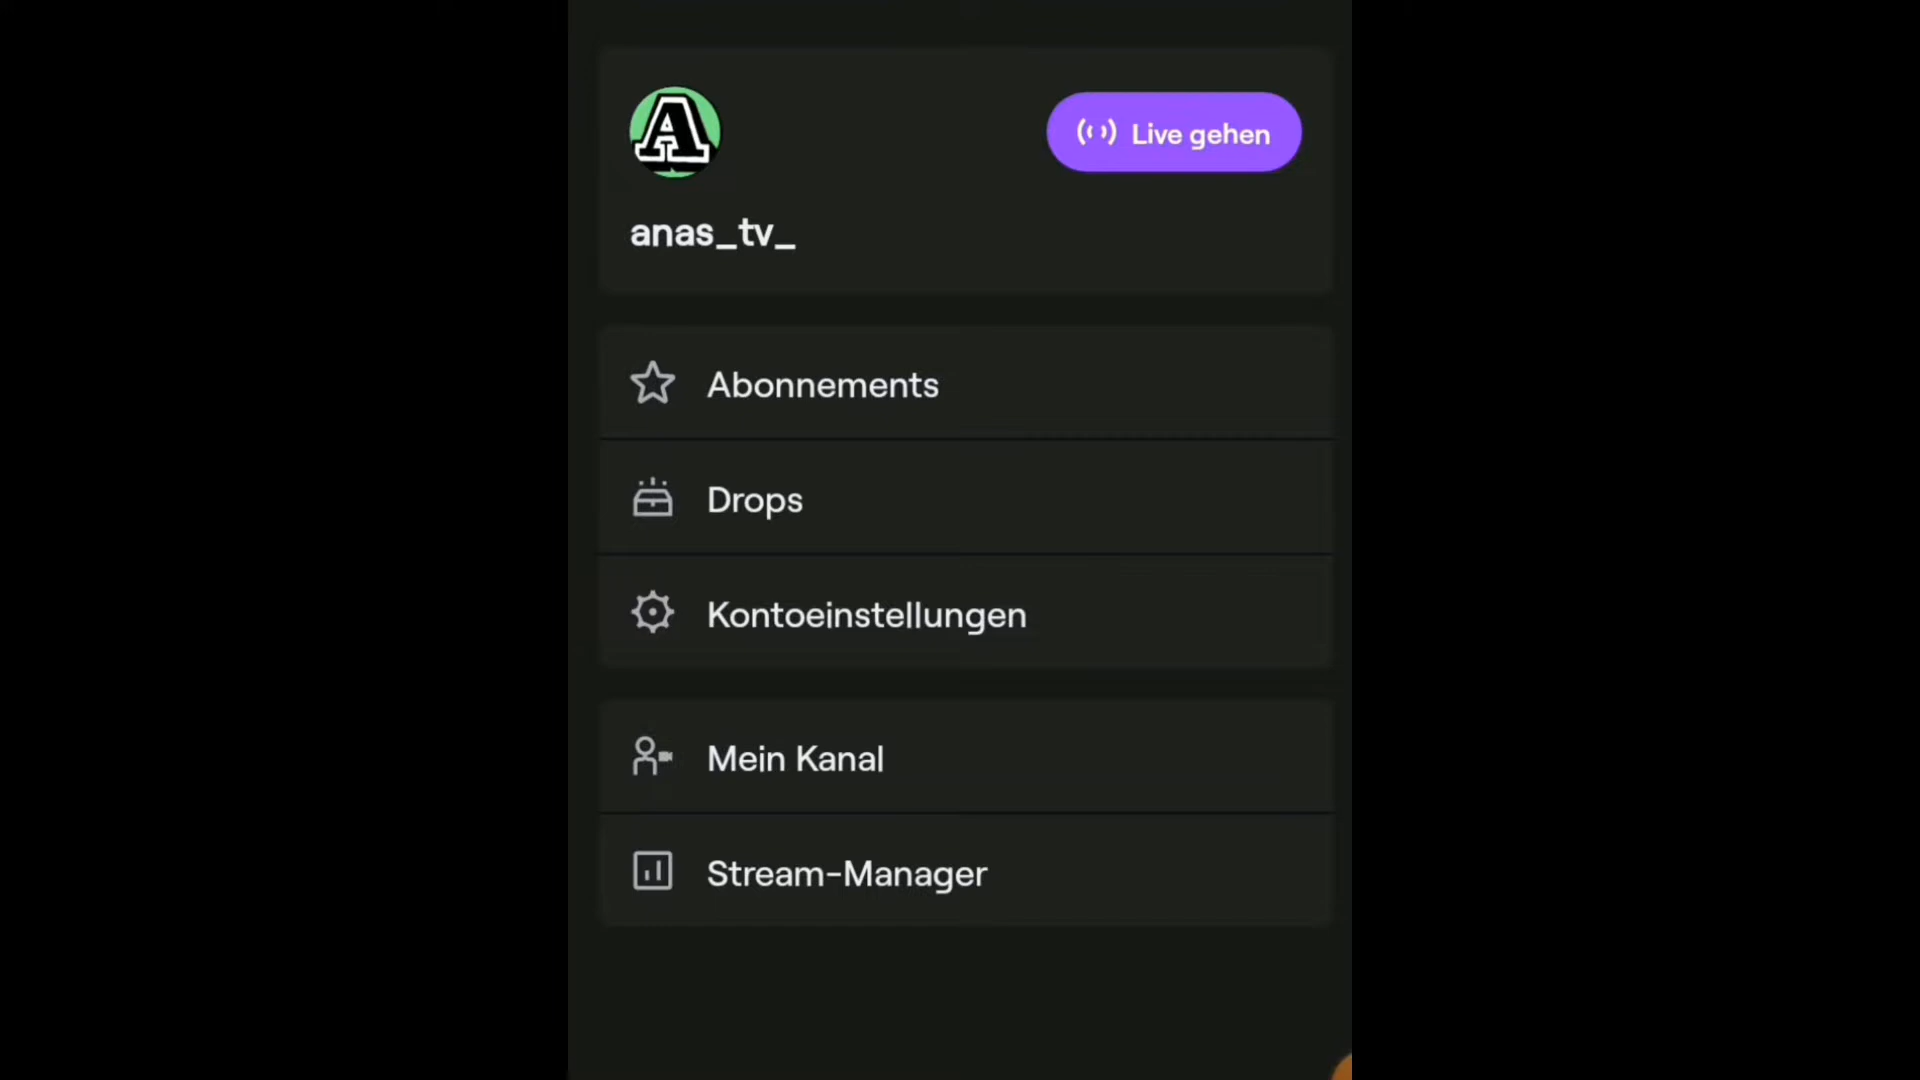 A
Live gehen
anas_tv_
Abonnements
Drops
Kontoeinstellungen
Mein Kanal
Stream-Manager